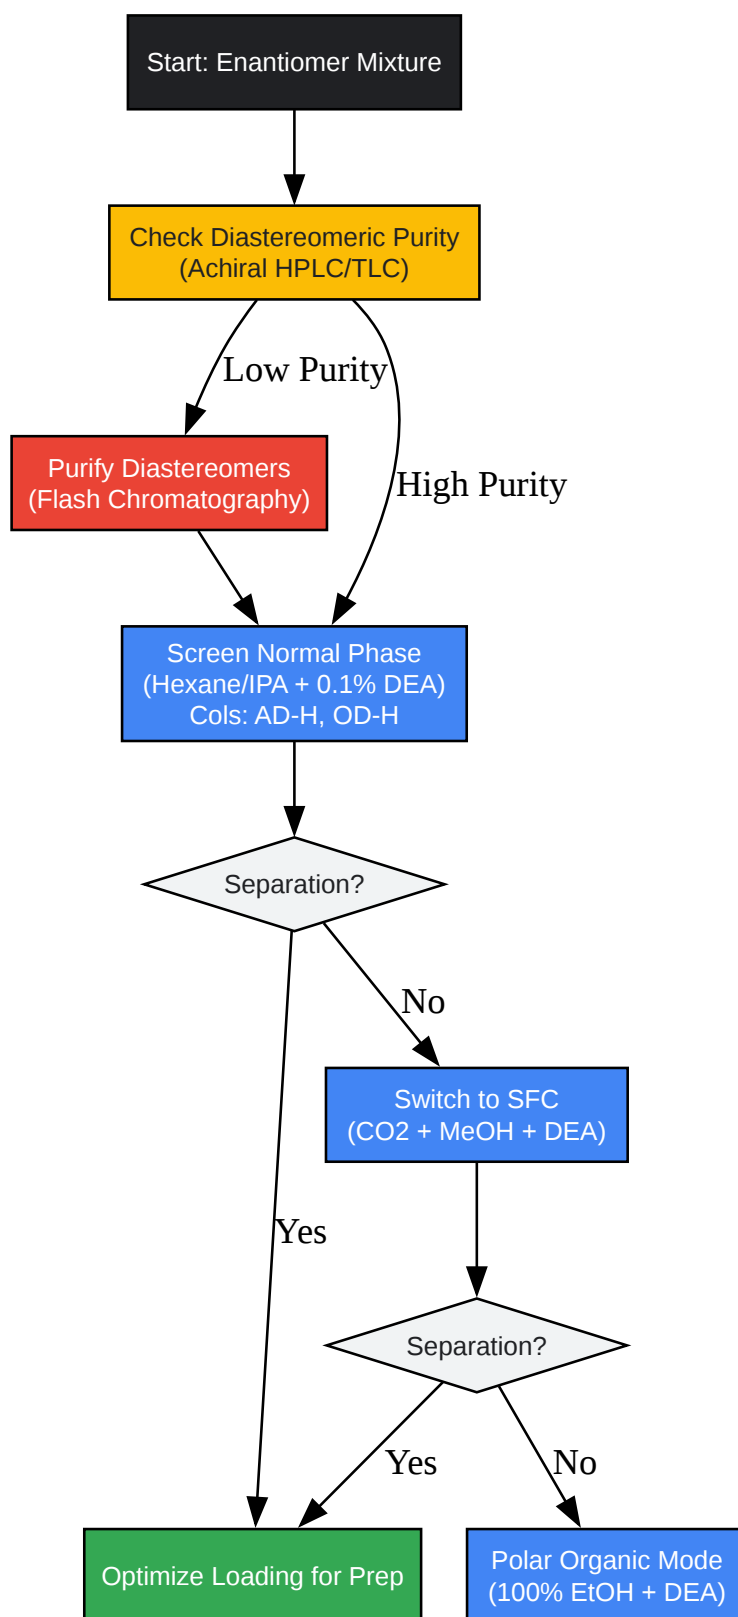 Start: Enantiomer Mixture
Check Diastereomeric Purity
(Achiral HPLC/TLC)
Low Purity
Purify Diastereomers
(Flash Chromatography)
High Purity
Screen Normal Phase
(Hexane/IPA + 0.1% DEA)
Cols: AD-H, OD-H
Separation?
No
Switch to SFC
(CO2 + MeOH + DEA)
Yes
Separation?
Yes
No
Optimize Loading for Prep
Polar Organic Mode
(100% EtOH + DEA)